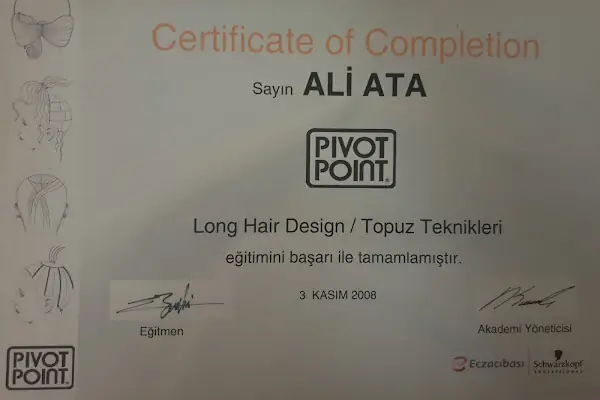 Certificate of Completion
Sayın ALİ ATA
PIVOT
POINT®
Long Hair Design / Topuz Teknikleri
eğitimini başarı ile tamamlamıştır.
3 KASIM 2008
Eğitmen
Akademi Yöneticisi
PIVOT
POINT®
Eczacıbaşı
Schwarzkopf
PROFESSIONAL